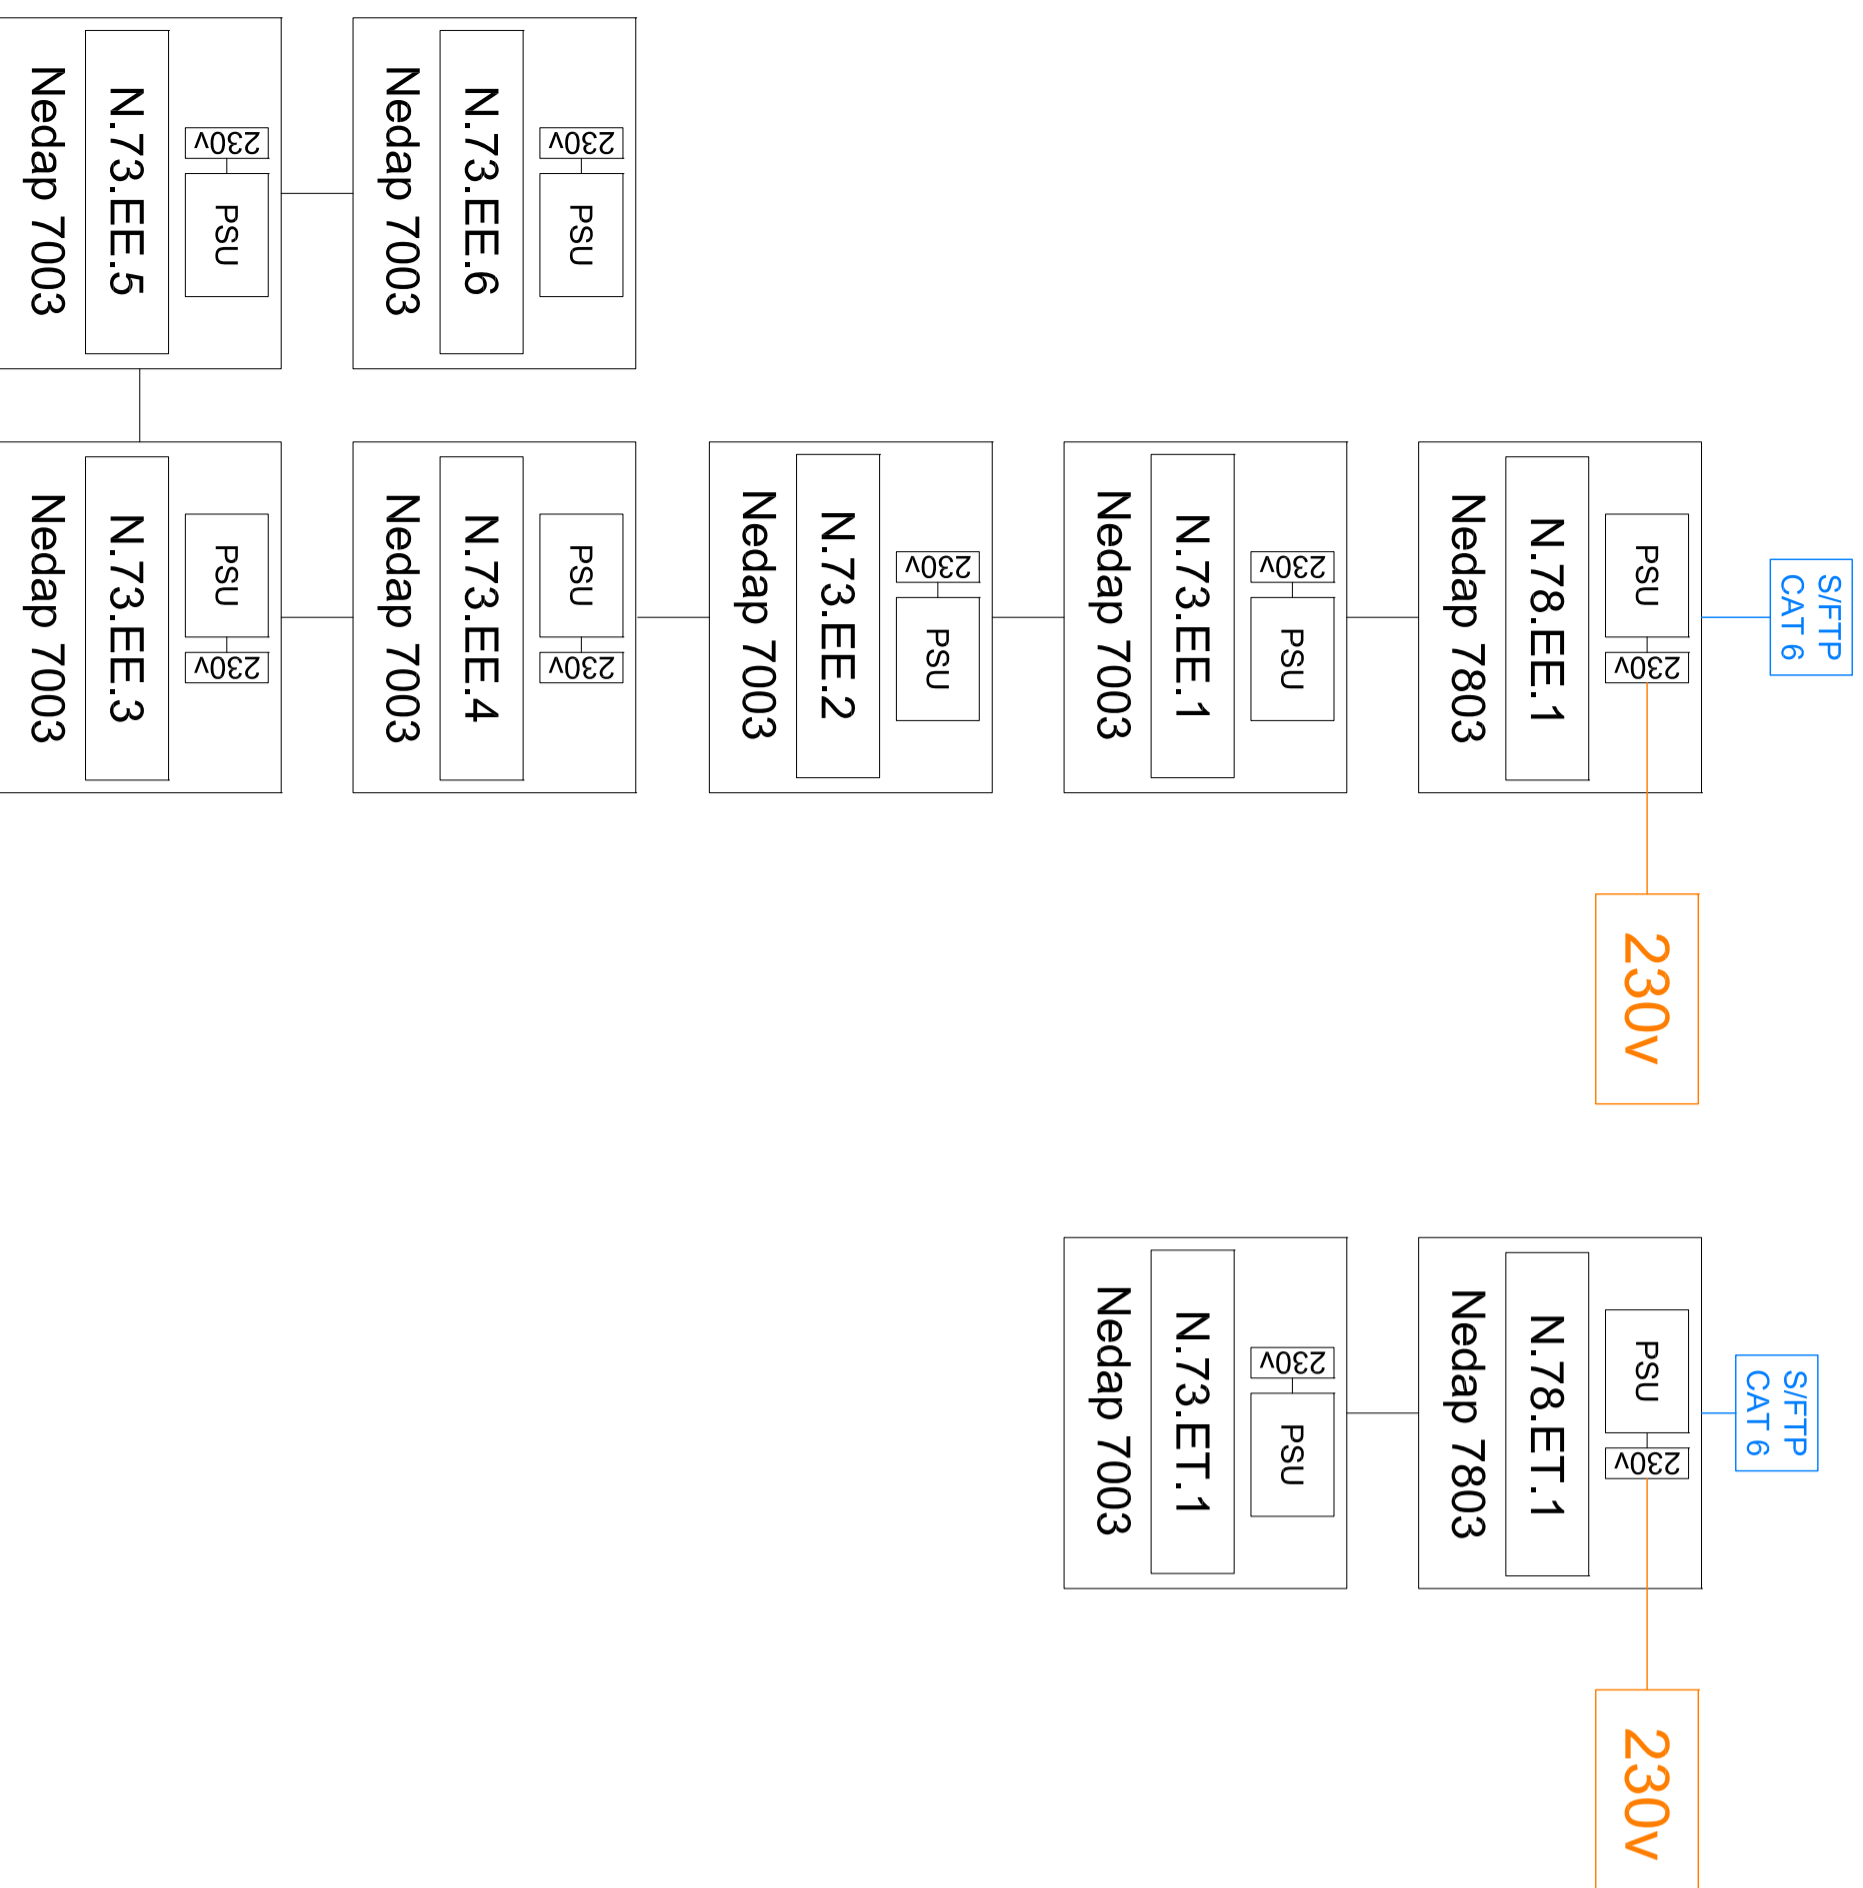 S/FTP
CAT 6
PSU
230v
230v
N.78.EE.1
Nedap 7803
230v
PSU
N.73.EE.1
Nedap 7003
230v
PSU
N.73.EE.2
Nedap 7003
PSU
230v
N.73.EE.4
Nedap 7003
PSU
230v
N.73.EE.3
Nedap 7003
230v
PSU
N.73.EE.5
Nedap 7003
230v
PSU
N.73.EE.6
Nedap 7003
S/FTP
CAT 6
PSU
230v
230v
N.78.ET.1
Nedap 7803
230v
PSU
N.73.ET.1
Nedap 7003